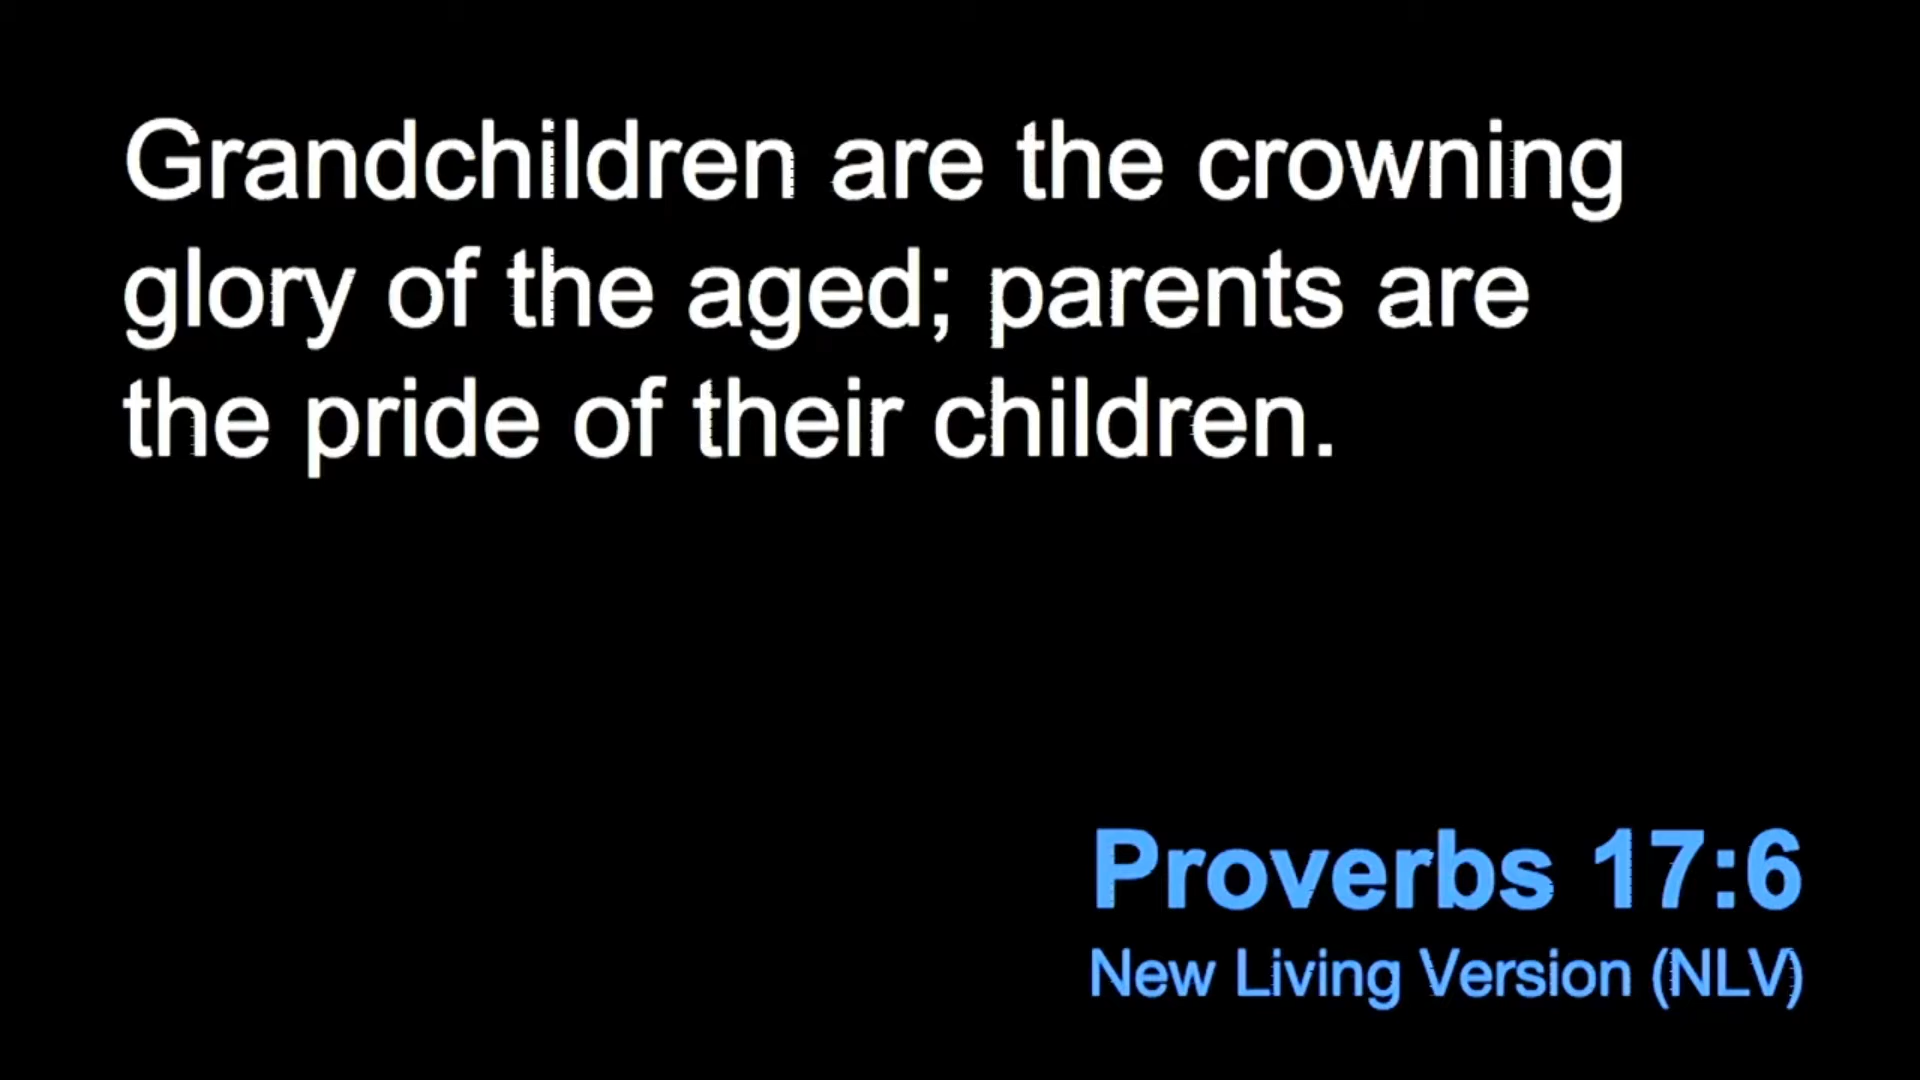 Grandchildren are the crowning
glory of the aged; parents are
the pride of their children.
Proverbs 17:6
New Living Version (NLV)